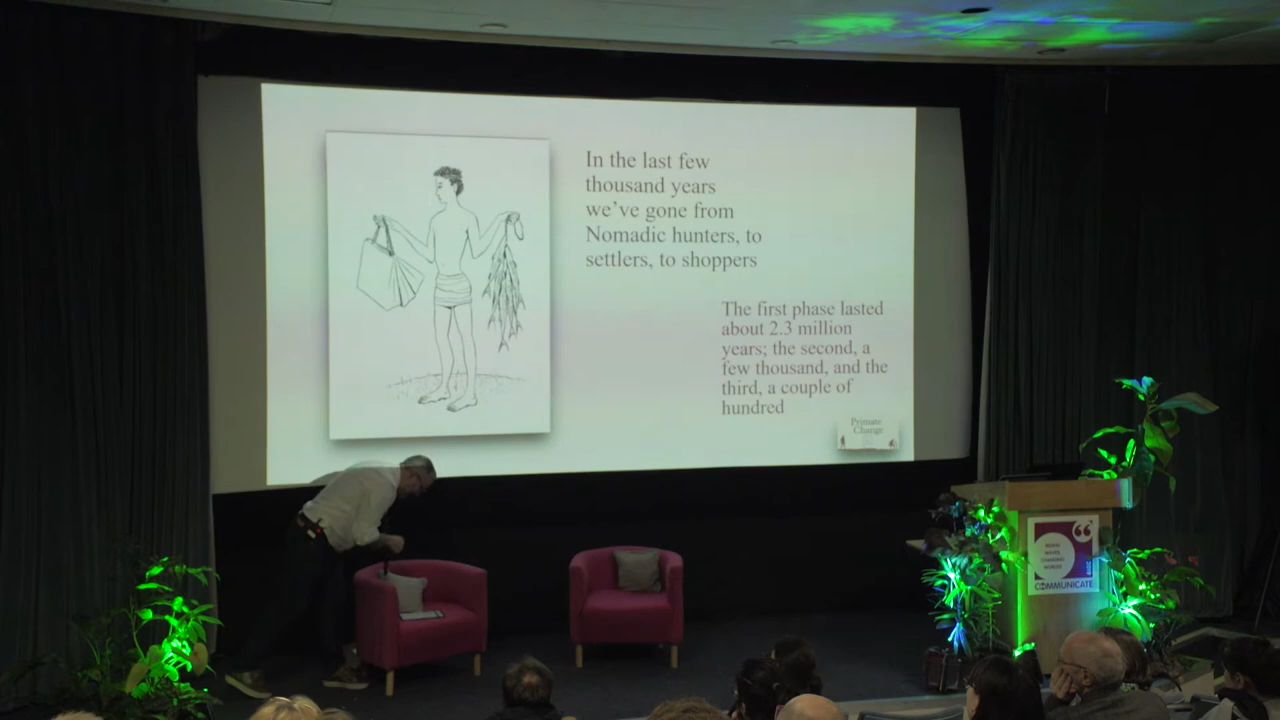 In the last few
thousand years
we've gone from
Nomadic hunters, to
settlers, to shoppers
The first phase lasted
about 2.3 million
years; the second, a
few thousand, and the
third, a couple of
hundred
Primate
Change
COMMUNICATE